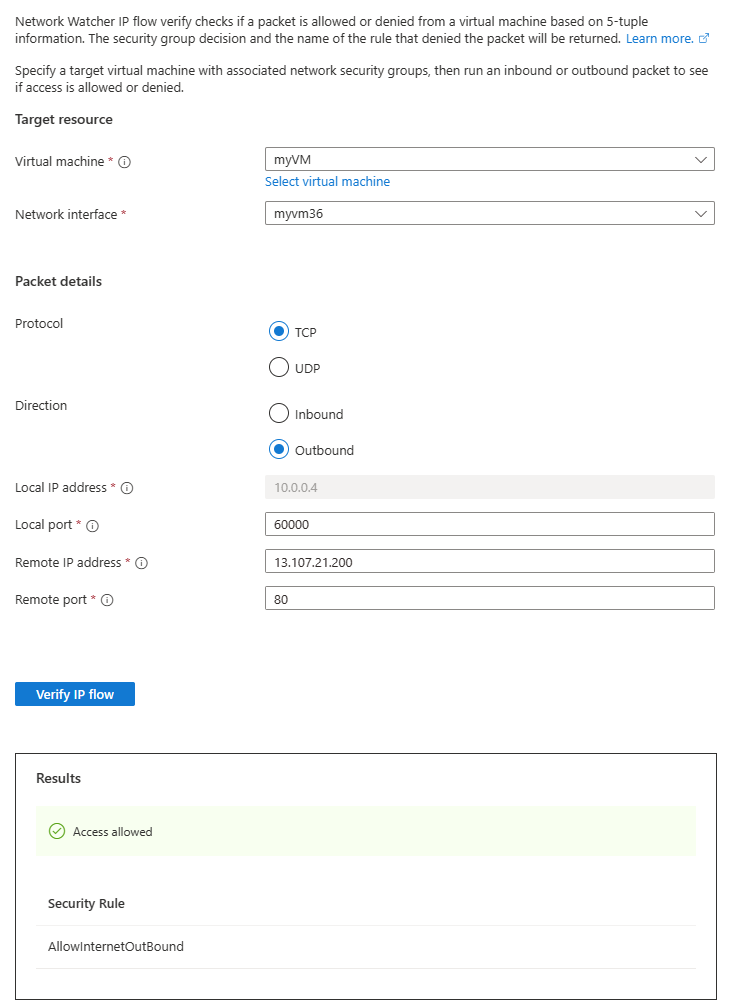 Network Watcher IP flow verify checks if a packet is allowed or denied from a virtual machine based on 5-tuple
information. The security group decision and the name of the rule that denied the packet will be returned. Learn more.
Specify a target virtual machine with associated network security groups, then run an inbound or outbound packet to see
if access is allowed or denied.
Target resource
Virtual machine *
myVM
Select virtual machine
Network interface *
myvm36
Packet details
Protocol
TCP
UDP
Direction
Inbound
Outbound
Local IP address *
10.0.0.4
Local port *
60000
Remote IP address *
13.107.21.200
Remote port *
80
Verify IP flow
Results
Access allowed
Security Rule
AllowInternetOutBound